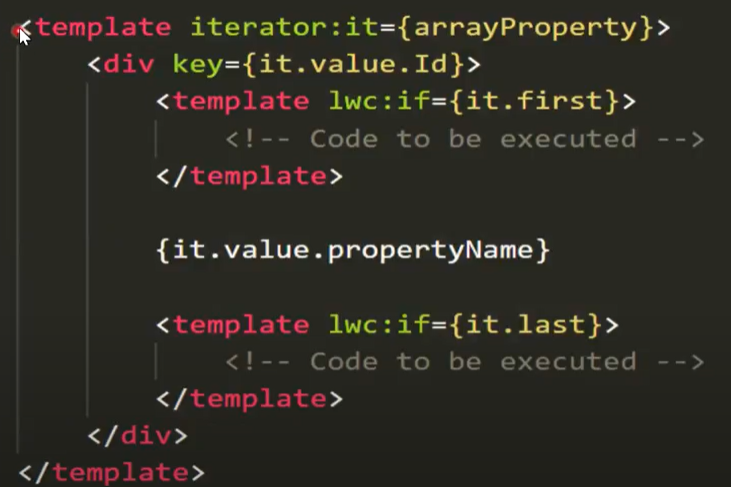 <template iterator:it={arrayProperty}>
<div key={it.value.Id}>
<template lwc:if={it.first}>
<!-- Code to be executed -->
</template>
{it.value.propertyName}
<template lwc:if={it.last}>
<!-- Code to be executed -->
</template>
</div>
</template>